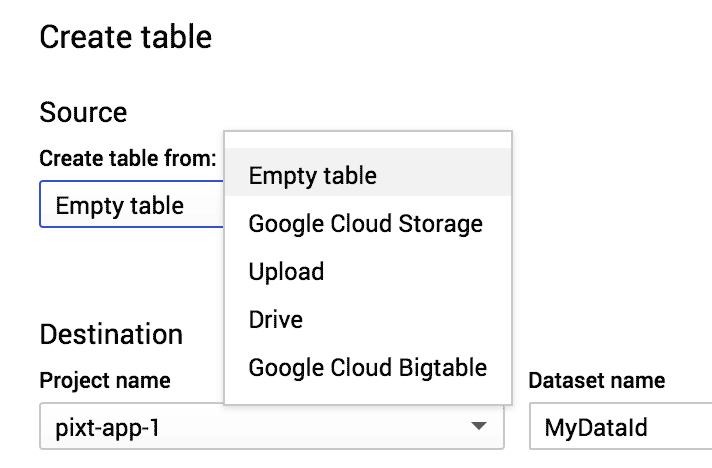 Create table
Source
Create table from:
Empty table
Empty table
Google Cloud Storage
Upload
Drive
Google Cloud Bigtable
Destination
Project name
Dataset name
pixt-app-1
MyDataId